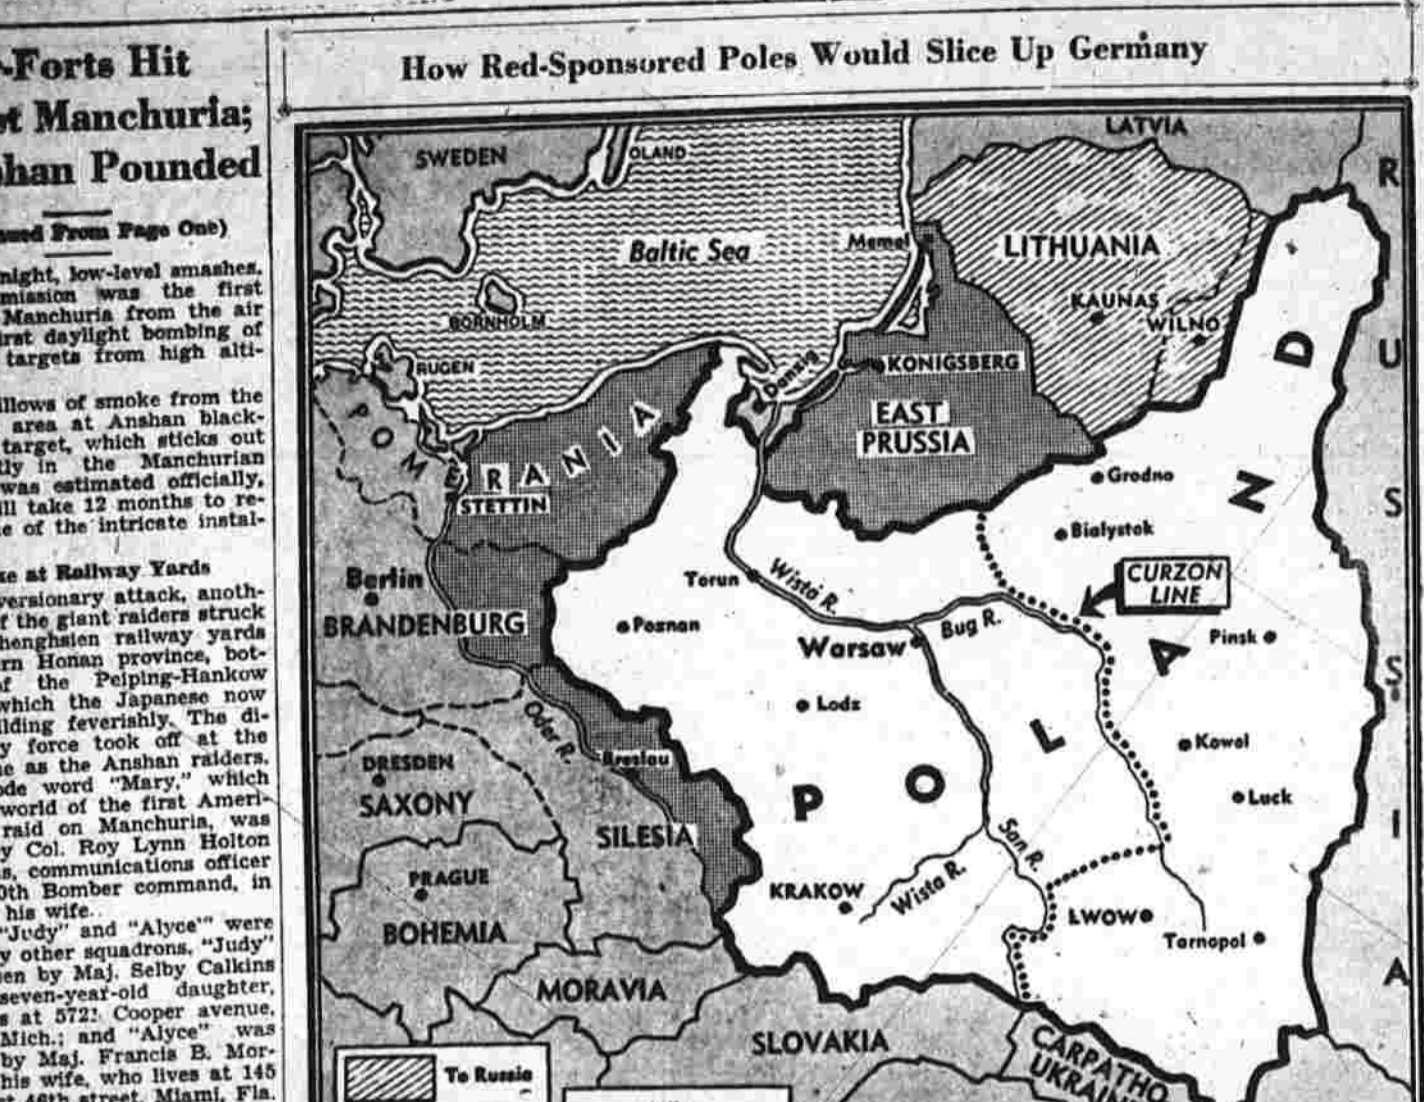 -Forts Hit
Manchuria;
Pounded
From Page One)
night, low-level smashes.
mission was the first
Manchuria from the air
daylight bombing of
targets from high alti-
of smoke from the
area at Anshan black-
target, which sticks out
in the Manchurian
was estimated officially,
will take 12 months to re-
of the intricate instal-
at Railway Yards
diversionary attack, anoth-
of the giant raiders struck
railway yards
Honan province,
of the Peiping-Hankow
which the Japanese now
feverishly. The di-
force took off at the
as the Anshan raiders.
word "Mary," which
world of the first Ameri-
raid on Manchuria, was
by Col. Roy Lynn Holton
communications officer
Bomber command, in
his wife.
"Judy" and "Alyce" were
other squadrons, "Judy"
by Maj. Selby Calkins
seven-year-old daughter,
at 572 Cooper avenue,
Mich.; and "Alyce" was
by Maj. Francis B. Mor-
his wife, who lives at 145
46th street, Miami, Fla.
How Red-Sponsored Poles Would Slice Up Germany
LATVIA
SWEDEN
OLAND
RUSSIA
Baltic Sea
Memel
LITHUANIA
KAUNAS
WILNO
BORNHOLM
RUGEN
Danzig
KONIGSBERG
POMERANIA
EAST
PRUSSIA
STETTIN
Grodno
Bialystok
POLAND
Berlin
BRANDENBURG
Torun
Wista R.
CURZON
LINE
Poznan
Warsaw
Bug R.
Pinsk
Lodz
Oder R.
Kowel
DRESDEN
SAXONY
Breslau
Luck
SILESIA
San R.
PRAGUE
BOHEMIA
KRAKOW
Wista R.
LWOW
Tarnopol
MORAVIA
SLOVAKIA
CARPATHO
UKRAIN
To Russia